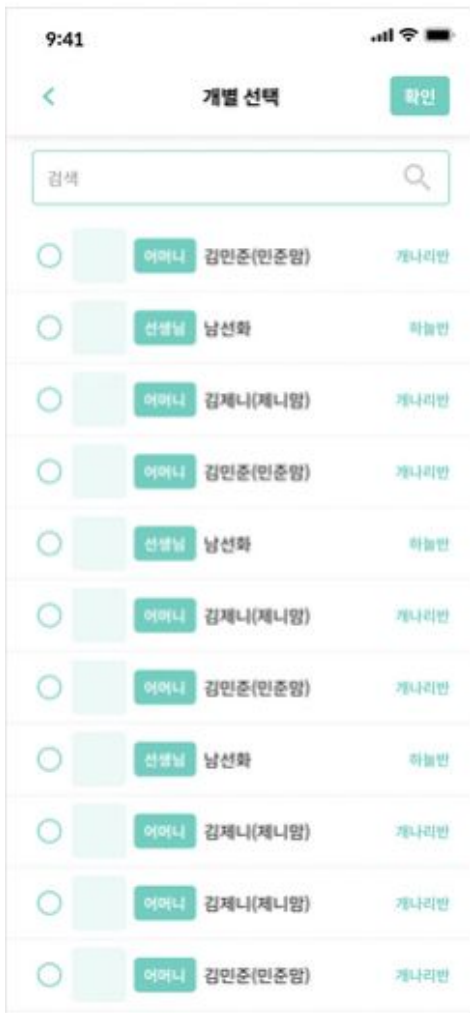 9:41
개별 선택 확인
검색
어머니 김민준(민준맘) 개나리반
선생님 남선화 하늘반
어머니 김제니(제니맘) 개나리반
어머니 김민준(민준맘) 개나리반
선생님 남선화 하늘반
어머니 김제니(제니맘) 개나리반
어머니 김민준(민준맘) 개나리반
선생님 남선화 하늘반
어머니 김제니(제니맘) 개나리반
어머니 김제니(제니맘) 개나리반
어머니 김민준(민준맘) 개나리반